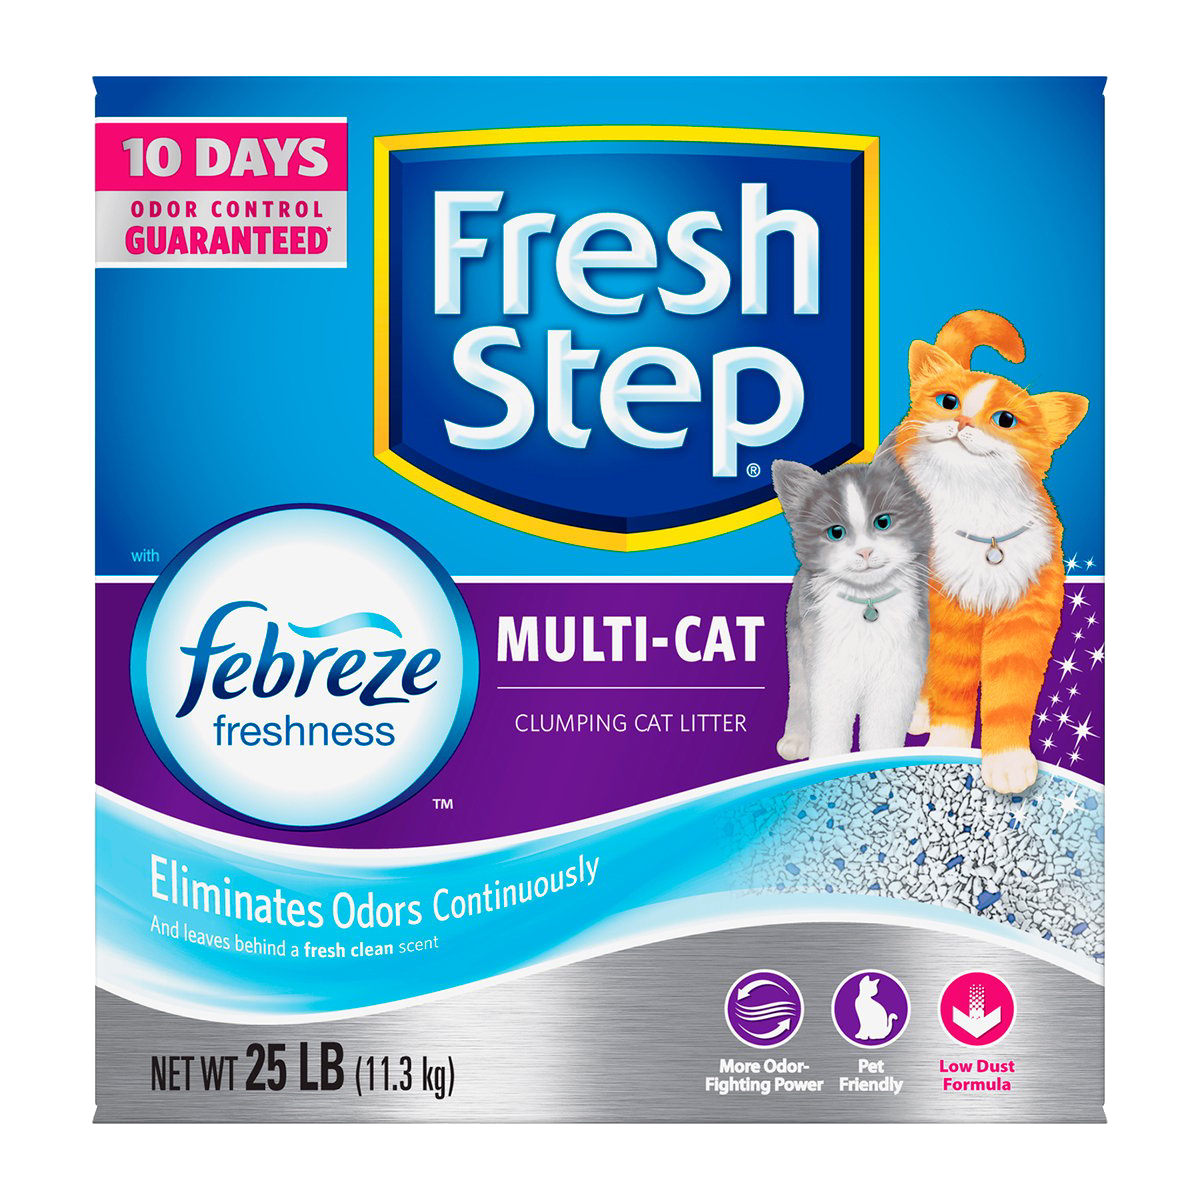 10 DAYS
ODOR CONTROL
GUARANTEED*
Fresh
Step®
with
febreze
freshness
™
MULTI-CAT
CLUMPING CAT LITTER
Eliminates Odors Continuously
And leaves behind a fresh clean scent
NET WT 25 LB (11.3 kg)
More Odor-
Fighting Power
Pet
Friendly
Low Dust
Formula